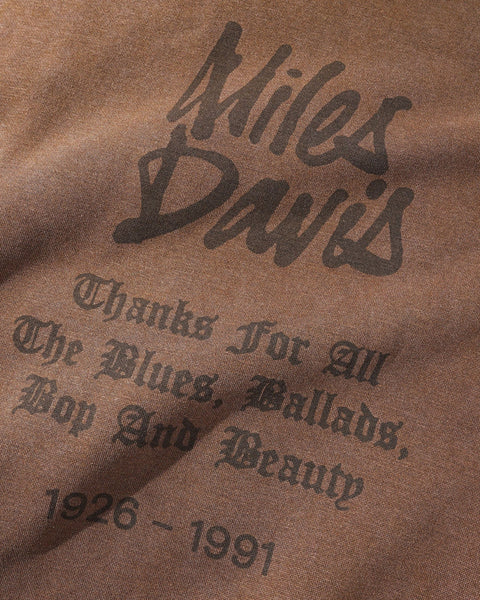 Miles
Davis
Thanks For All
The Blues, Ballads,
Bop And Beauty
1926 – 1991